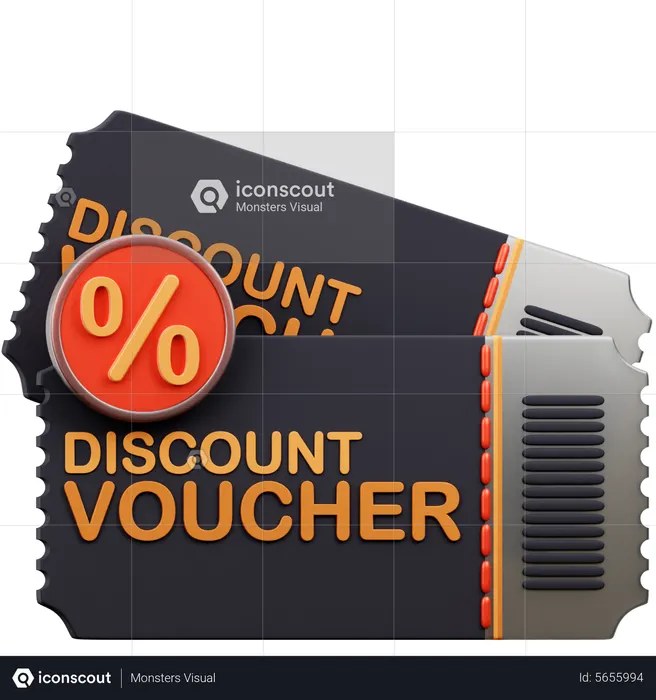 iconscout
Monsters Visual
DISCOUNT
%
DISCOUNT
VOUCHER
iconscout
Monsters Visual
Id: 5655994